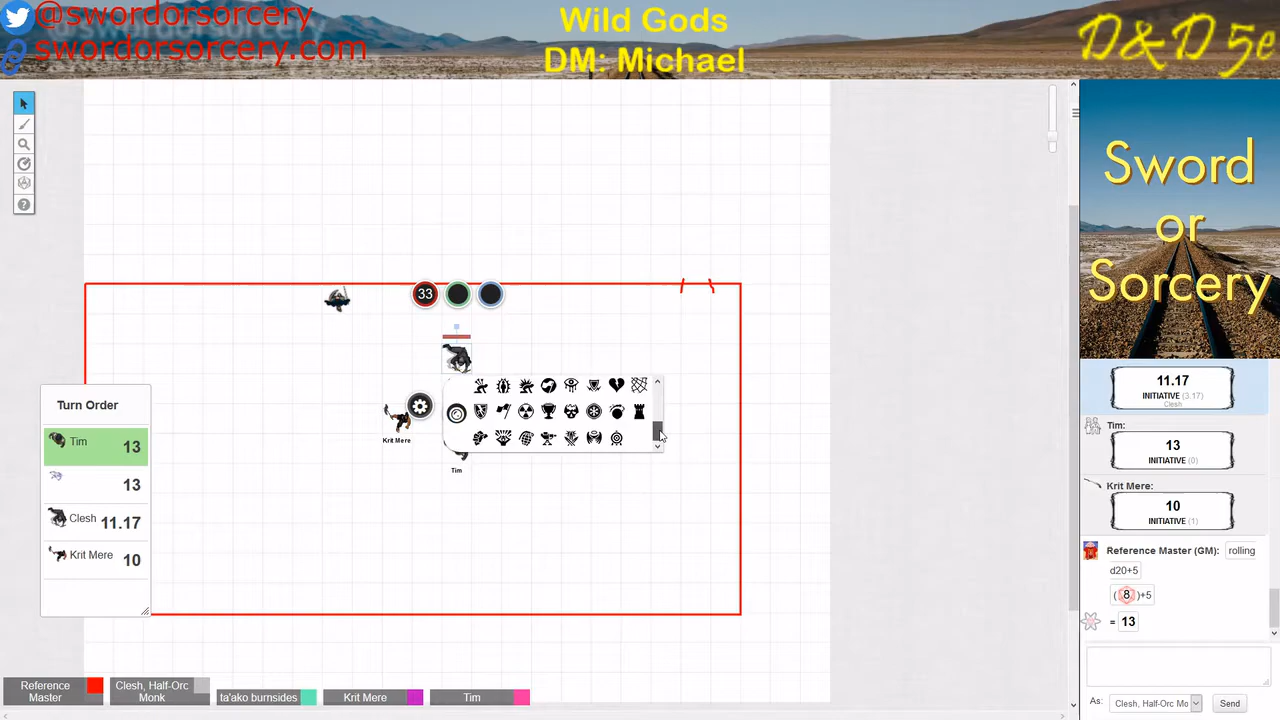 @swordorsorcery
swordorsorcery.com
Wild Gods
DM: Michael
D&D 5e
Sword
or
Sorcery
33
Krit Mere
Tim
Turn Order
Tim 13
13
Clesh 11.17
Krit Mere 10
11.17
INITIATIVE (3.17)
Clesh
Tim:
13
INITIATIVE (0)
Krit Mere:
10
INITIATIVE (1)
Reference Master (GM): rolling
d20+5
(8)+5
= 13
As: Clesh, Half-Orc Mo Send
Reference
Master
Clesh, Half-Orc
Monk
ta'ako burnsides
Krit Mere
Tim